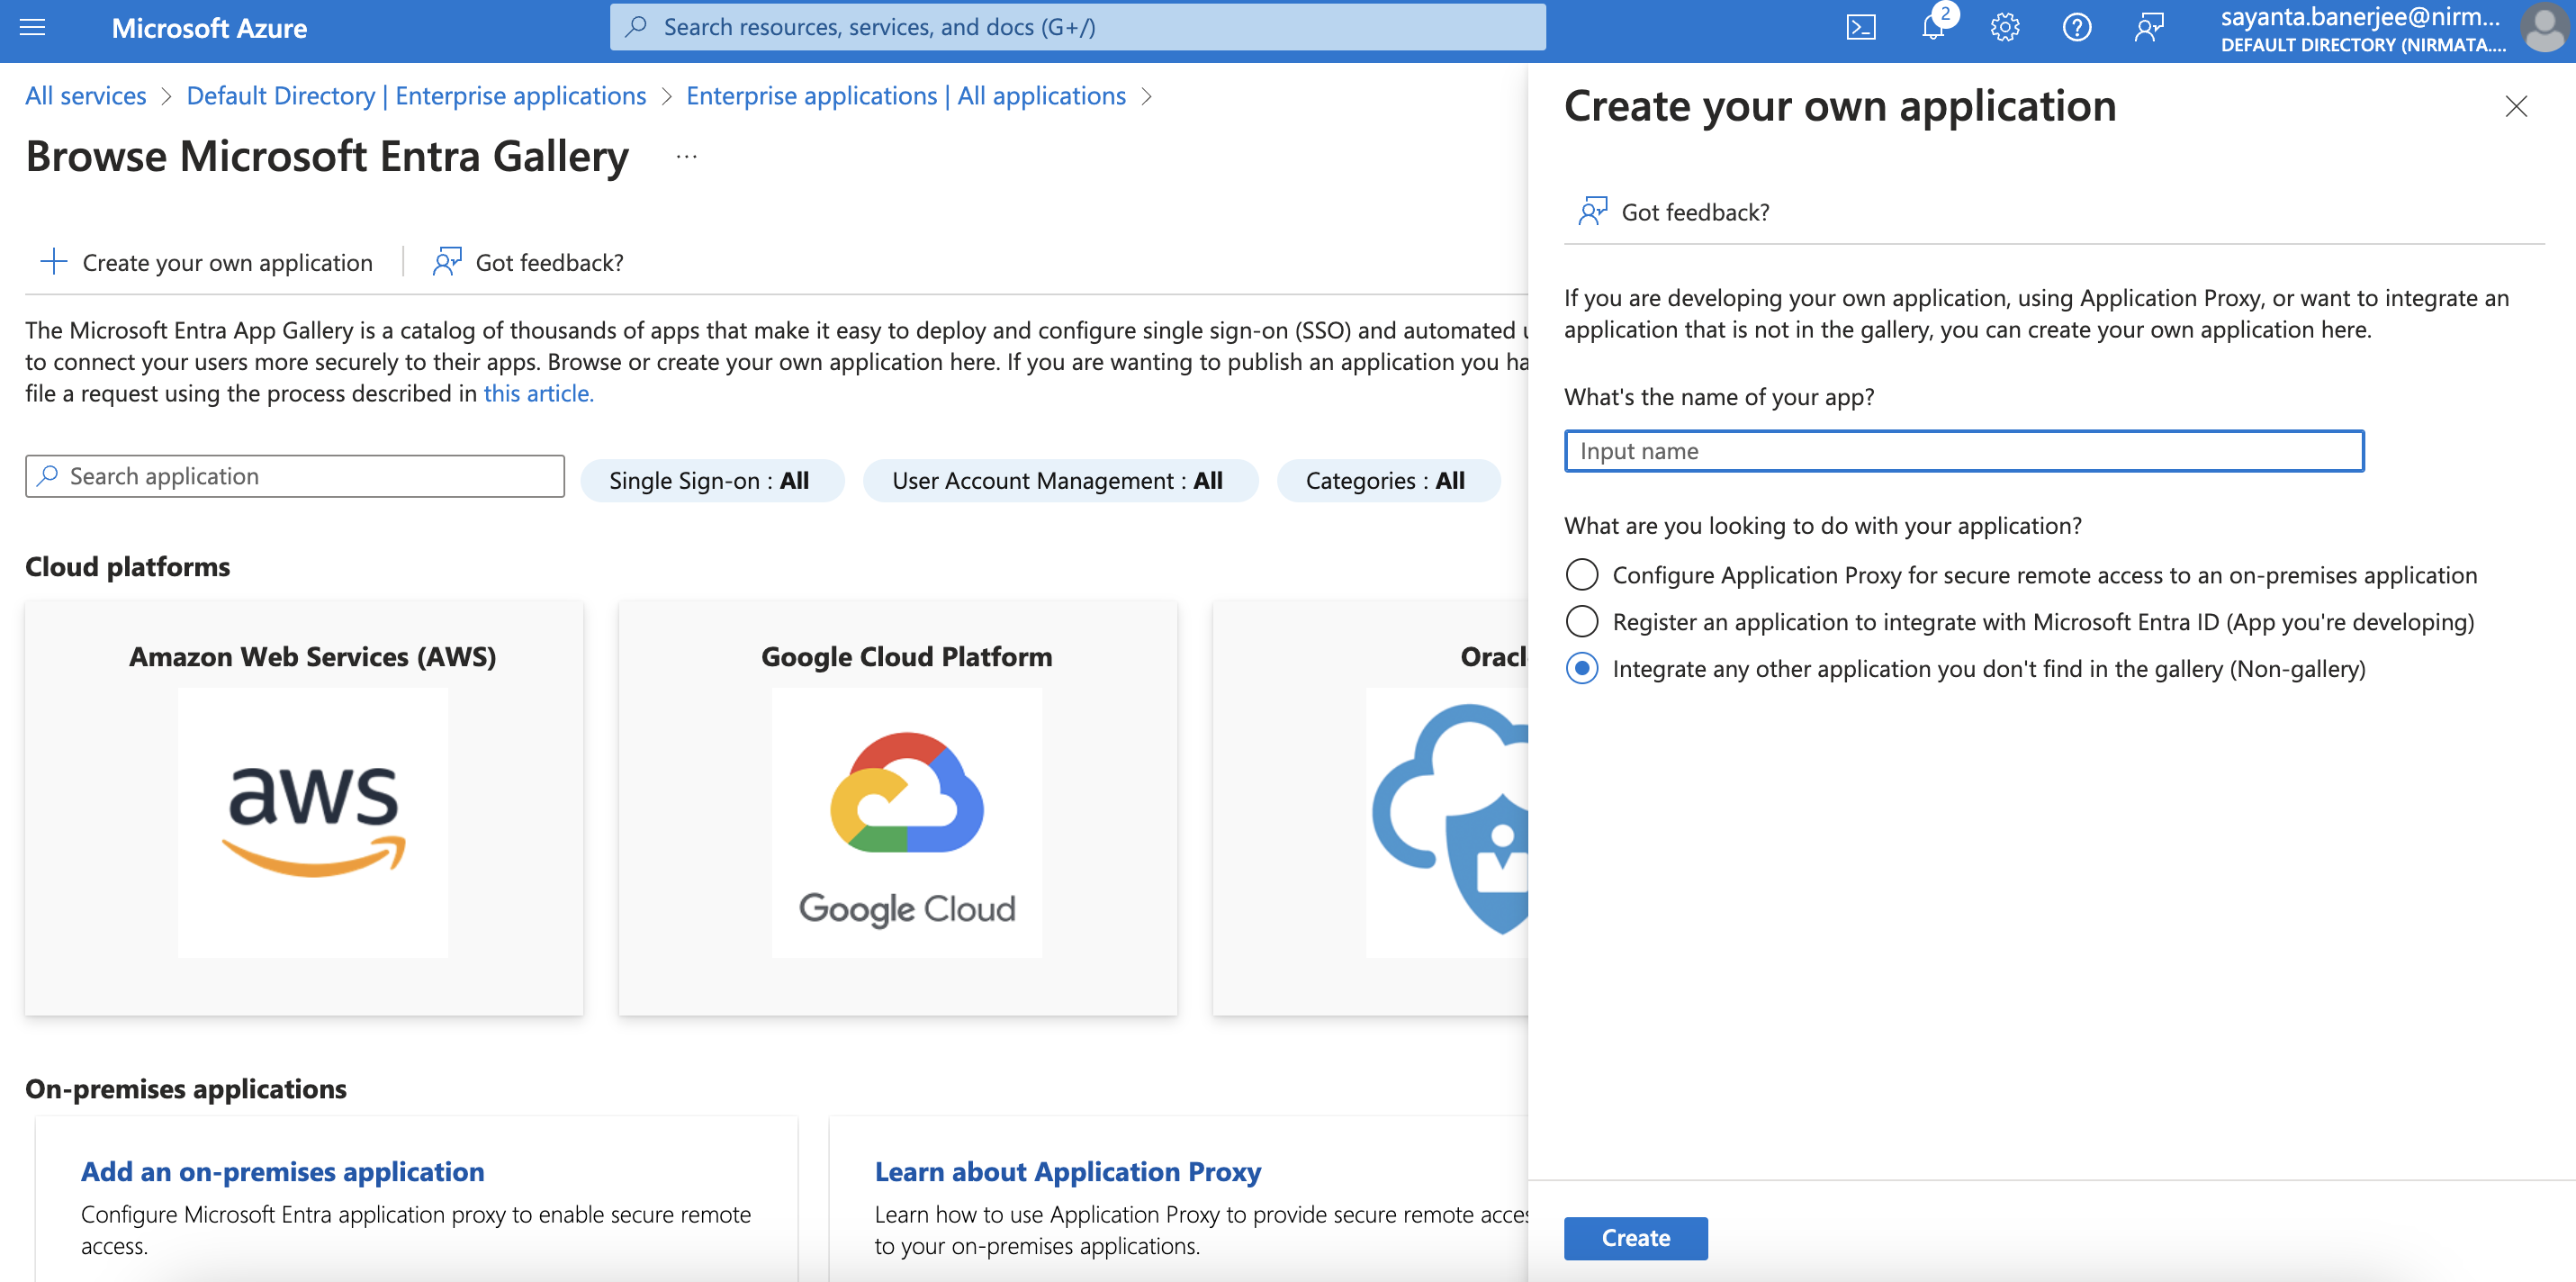 Microsoft Azure
Search resources, services, and docs (G+/)
2
sayanta.banerjee@nirm...
DEFAULT DIRECTORY (NIRMATA....
All services > Default Directory | Enterprise applications > Enterprise applications | All applications >
Browse Microsoft Entra Gallery ...
Create your own application
Got feedback?
The Microsoft Entra App Gallery is a catalog of thousands of apps that make it easy to deploy and configure single sign-on (SSO) and automated
to connect your users more securely to their apps. Browse or create your own application here. If you are wanting to publish an application you
file a request using the process described in this article.
Search application
Single Sign-on : All
User Account Management : All
Categories : All
Cloud platforms
Amazon Web Services (AWS)
aws
Google Cloud Platform
Google Cloud
On-premises applications
Add an on-premises application
Configure Microsoft Entra application proxy to enable secure remote
access.
Learn about Application Proxy
Learn how to use Application Proxy to provide secure remote
to your on-premises applications.
Create your own application
Got feedback?
If you are developing your own application, using Application Proxy, or want to integrate an
application that is not in the gallery, you can create your own application here.
What's the name of your app?
Input name
What are you looking to do with your application?
Configure Application Proxy for secure remote access to an on-premises application
Register an application to integrate with Microsoft Entra ID (App you're developing)
Integrate any other application you don't find in the gallery (Non-gallery)
Create